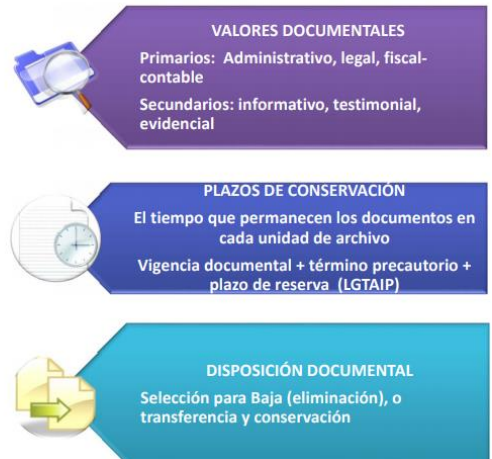 VALORES DOCUMENTALES
Primarios: Administrativo, legal, fiscal-
contable
Secundarios: informativo, testimonial,
evidencial
PLAZOS DE CONSERVACIÓN
El tiempo que permanecen los documentos en
cada unidad de archivo
Vigencia documental + término precautorio +
plazo de reserva (LGTAIP)
DISPOSICIÓN DOCUMENTAL
Selección para Baja (eliminación), o
transferencia y conservación